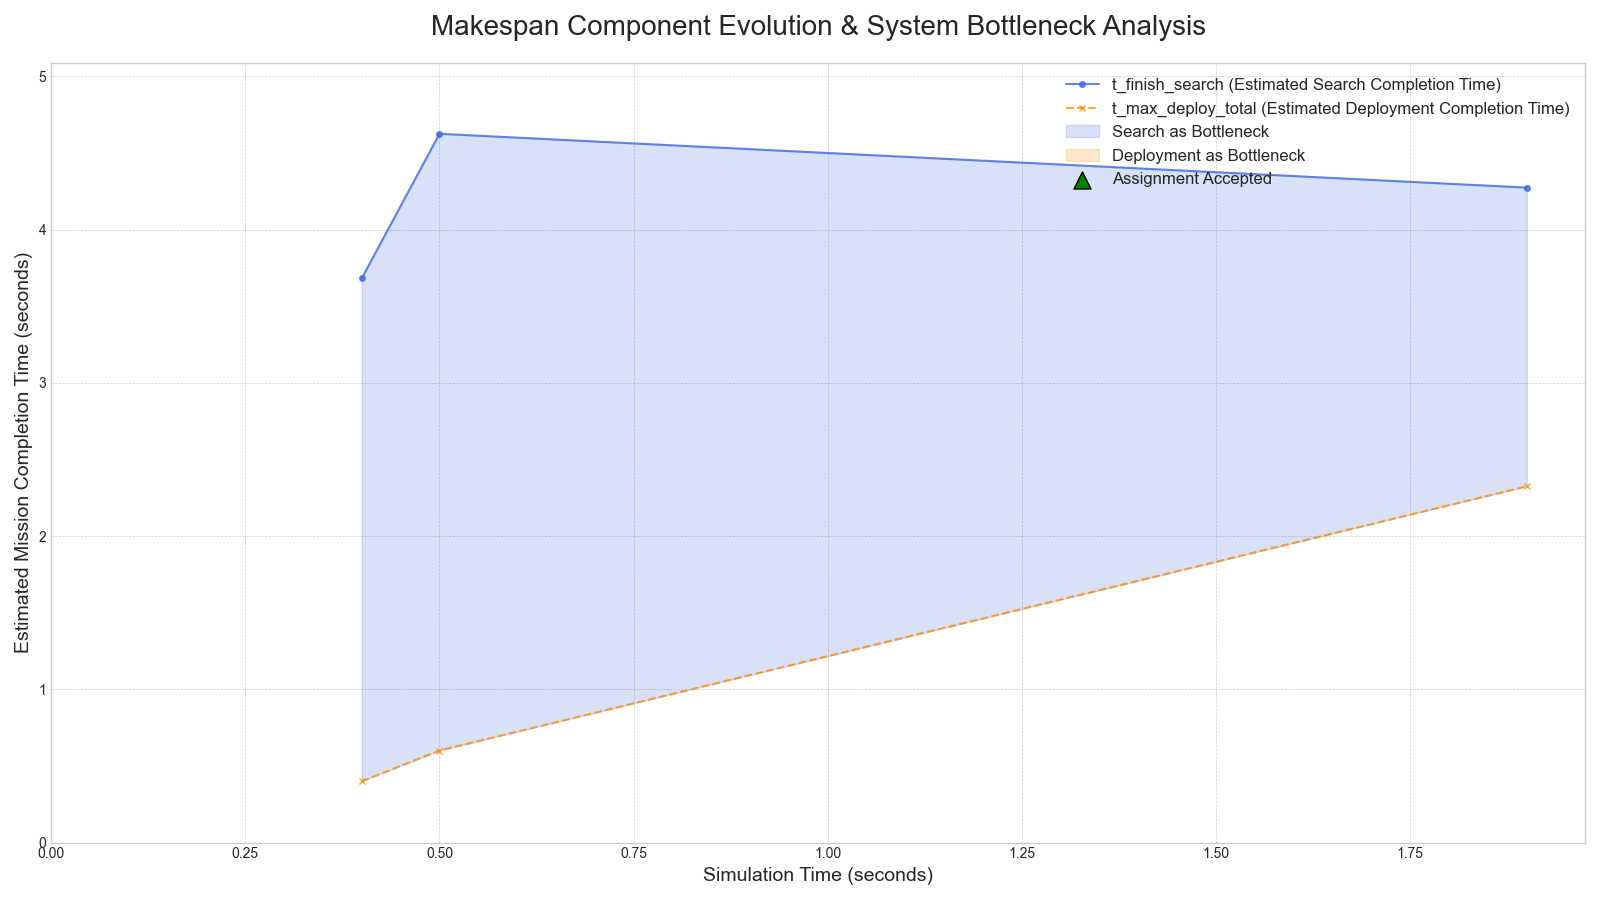 Makespan Component Evolution & System Bottleneck Analysis
t_finish_search (Estimated Search Completion Time)
t_max_deploy_total (Estimated Deployment Completion Time)
Search as Bottleneck
Deployment as Bottleneck
Assignment Accepted
Estimated Mission Completion Time (seconds)
5
4
3
2
1
0
0.00 0.25 0.50 0.75 1.00 1.25 1.50 1.75
Simulation Time (seconds)